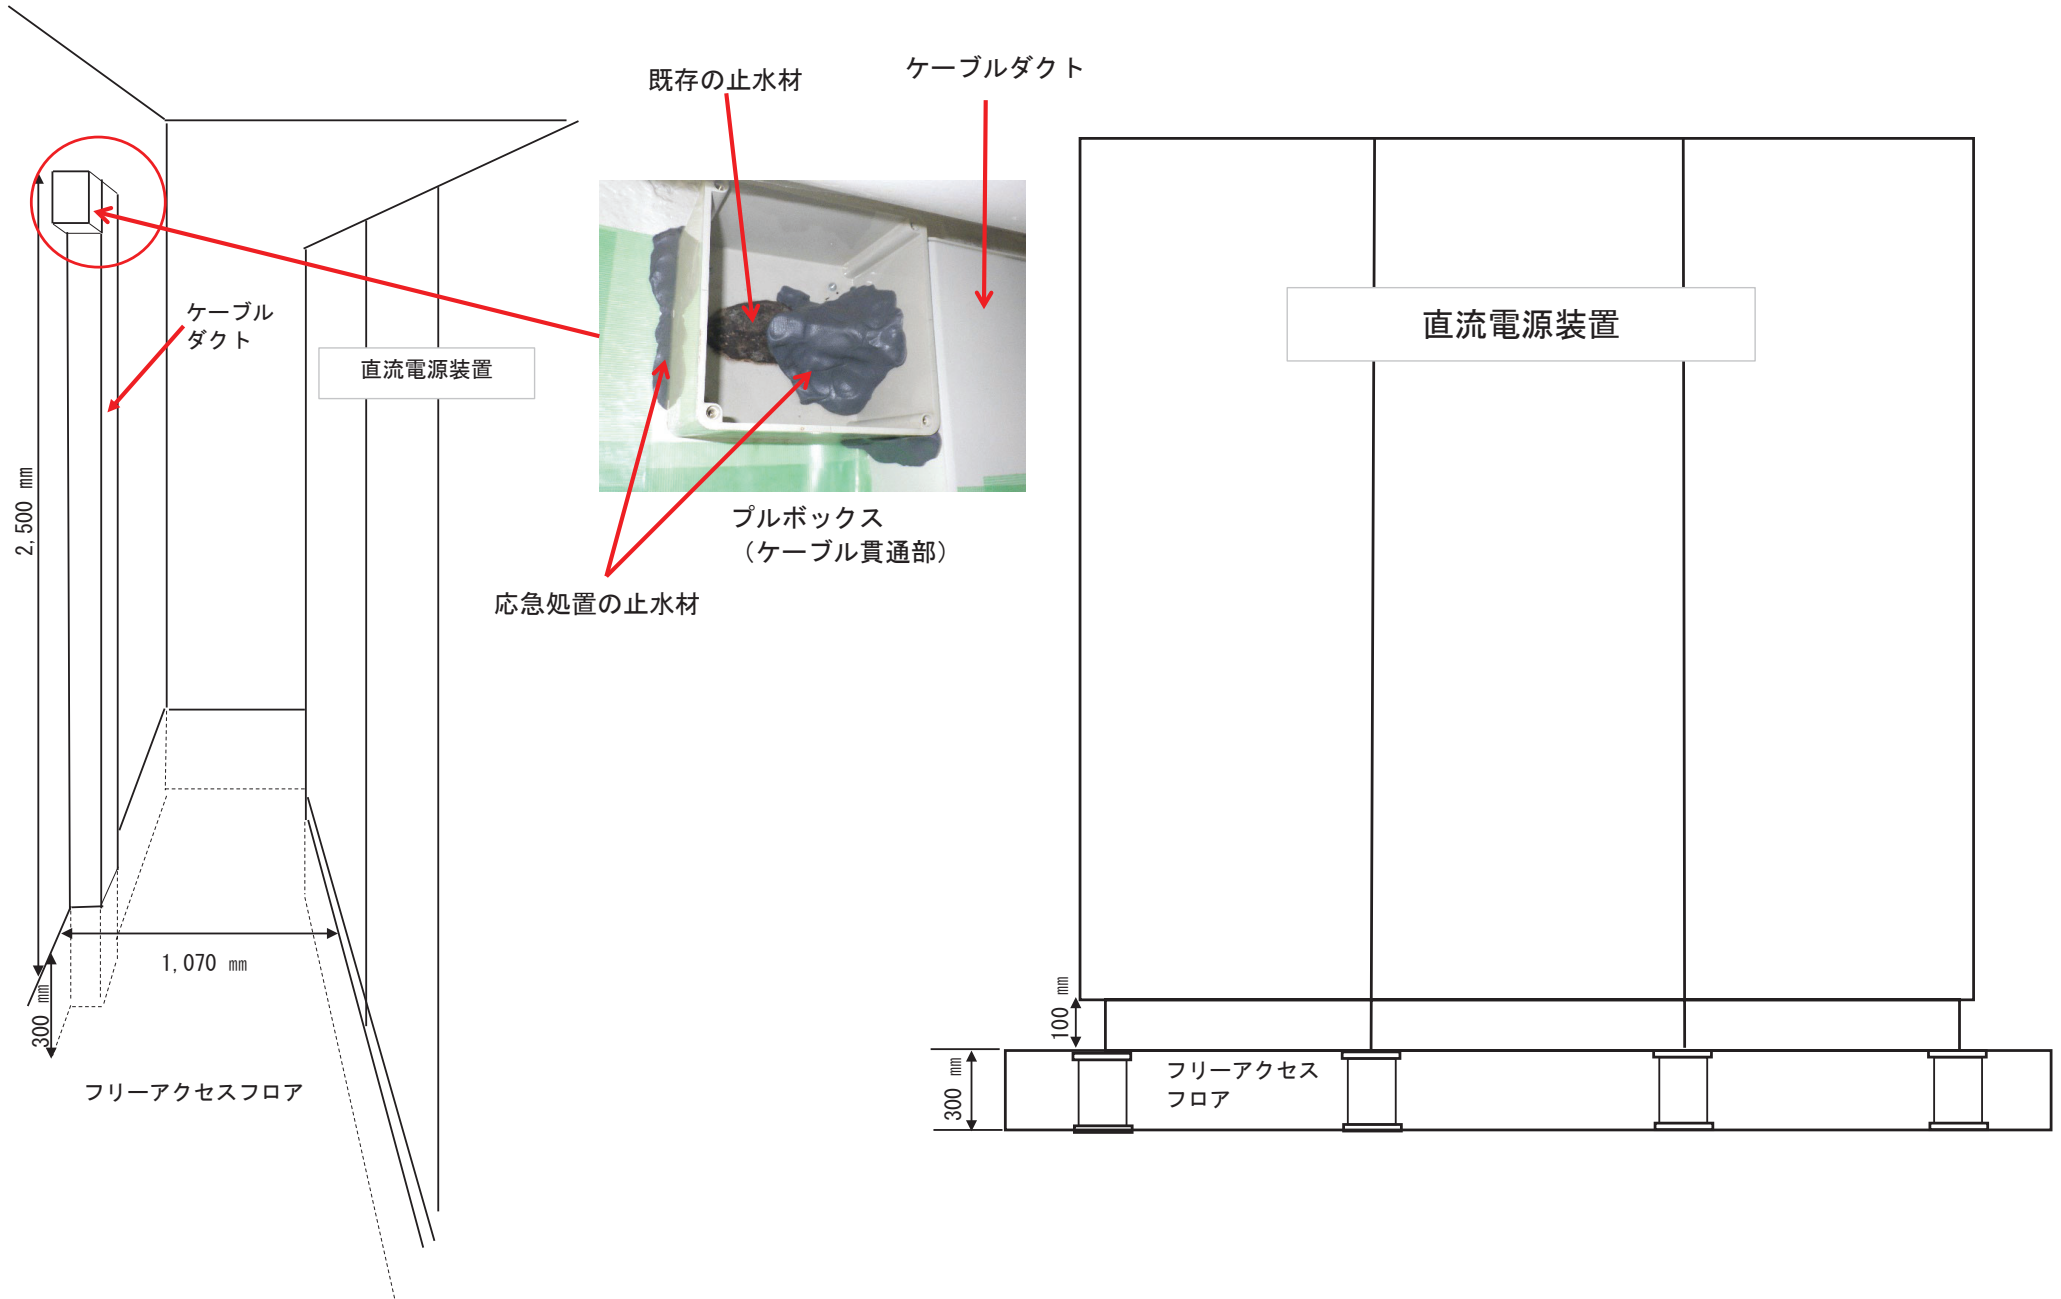 既存の止水材
ケーブルダクト
ケーブル
ダクト
直流電源装置
2,500 ㎜
プルボックス
（ケーブル貫通部）
応急処置の止水材
1,070 ㎜
300 ㎜
フリーアクセスフロア
直流電源装置
100 ㎜
300 ㎜
フリーアクセス
フロア